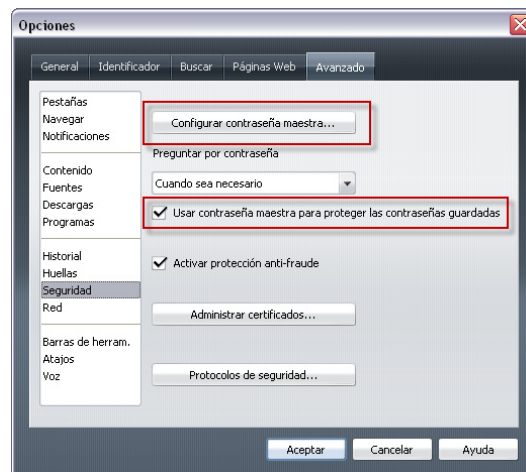 Opciones
General Identificador Buscar Páginas Web Avanzado
Pestañas
Navegar
Notificaciones
Contenido
Fuentes
Descargas
Programas
Historial
Huellas
Seguridad
Red
Barras de herram.
Atajos
Voz
Configurar contraseña maestra...
Preguntar por contraseña
Cuando sea necesario
Usar contraseña maestra para proteger las contraseñas guardadas
Activar protección anti-fraude
Administrar certificados...
Protocolos de seguridad...
Aceptar Cancelar Ayuda